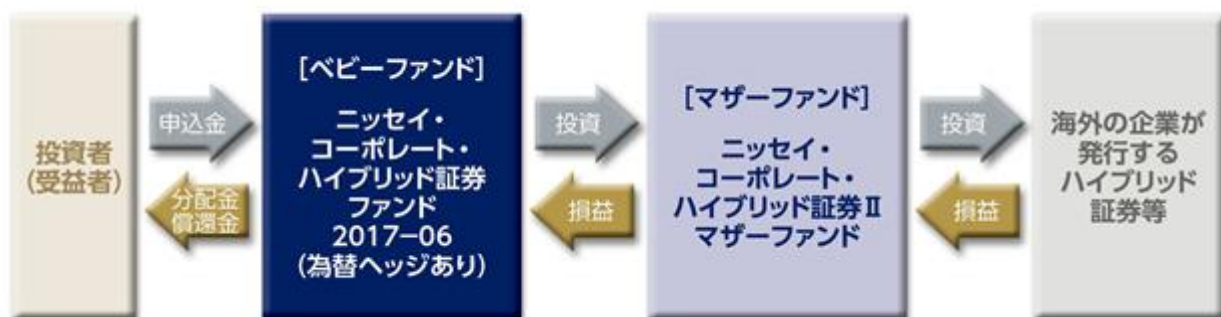 投資者
(受益者)
申込金
分配金
償還金
[ベビーファンド]
ニッセイ・
コーポレート・
ハイブリッド証券
ファンド
2017−06
(為替ヘッジあり)
投資
損益
[マザーファンド]
ニッセイ・
コーポレート・
ハイブリッド証券Ⅱ
マザーファンド
投資
損益
海外の企業が
発行する
ハイブリッド
証券等